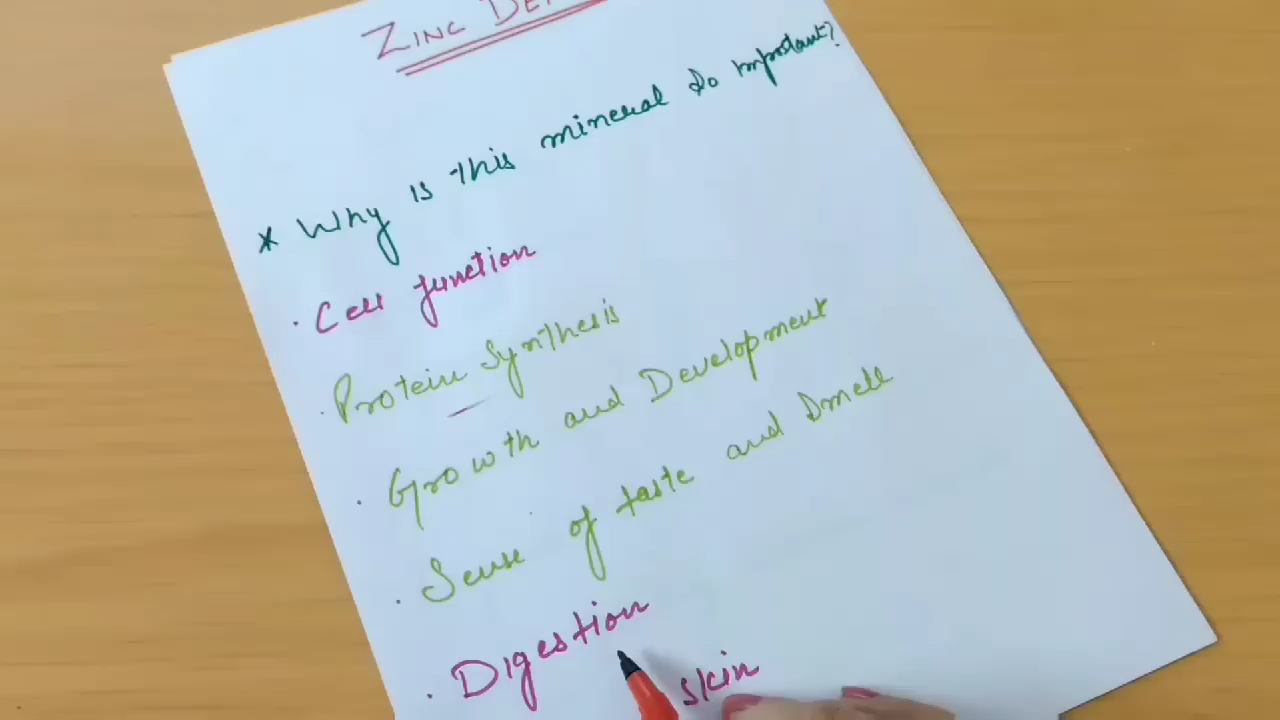 ZINC DE
* Why is this mineral so important?
· Cell function
· Protein Synthesis
· Growth and Development
· Sense of taste and Smell
· Digestion
skin